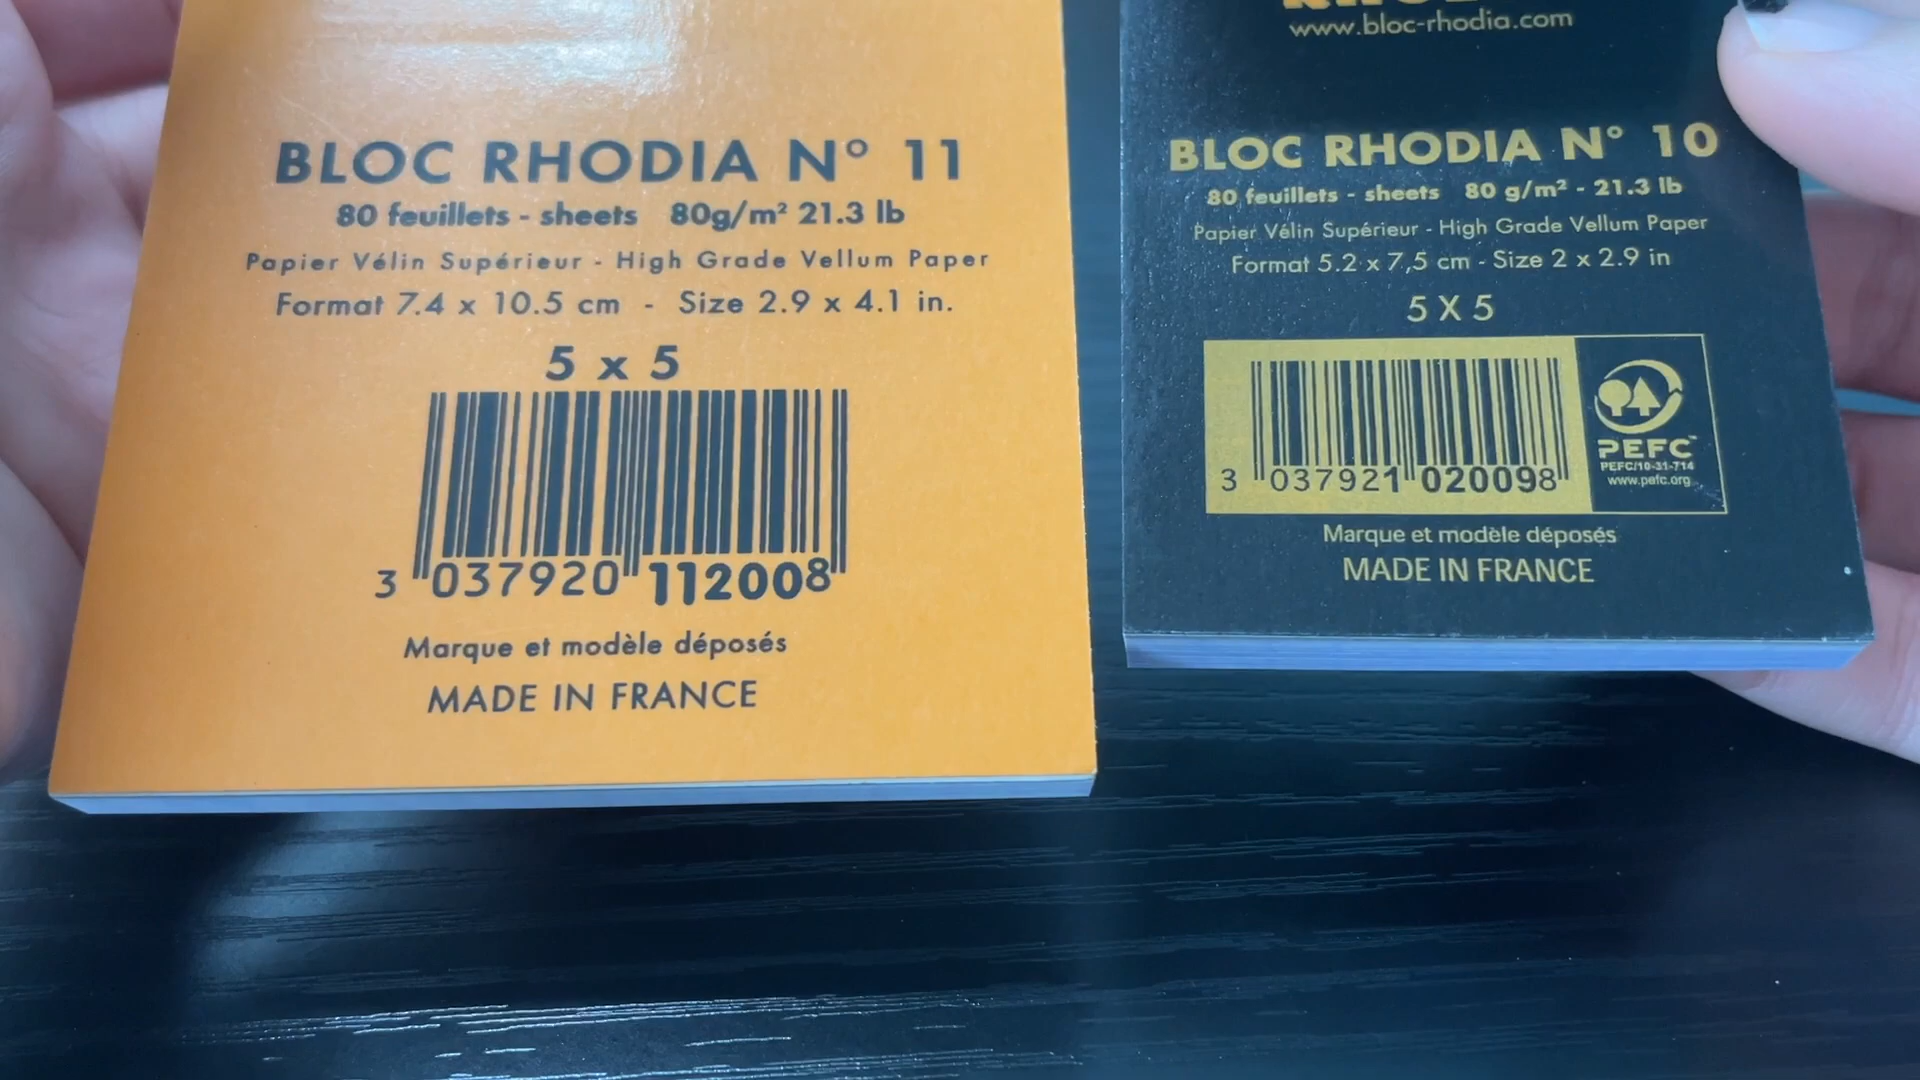 BLOC RHODIA N° 11
80 feuillets - sheets 80g/m² 21.3 lb
Papier Vélin Supérieur - High Grade Vellum Paper
Format 7.4 x 10.5 cm - Size 2.9 x 4.1 in.
5 x 5
3 037920 112008
Marque et modèle déposés
MADE IN FRANCE
www.bloc-rhodia.com
BLOC RHODIA N° 10
80 feuillets - sheets 80 g/m² - 21.3 lb
Papier Vélin Supérieur - High Grade Vellum Paper
Format 5.2 x 7,5 cm - Size 2 x 2.9 in
5 X 5
3 037921 020098
PEFC™
PEFC/10-31-714
www.pefc.org
Marque et modèle déposés
MADE IN FRANCE